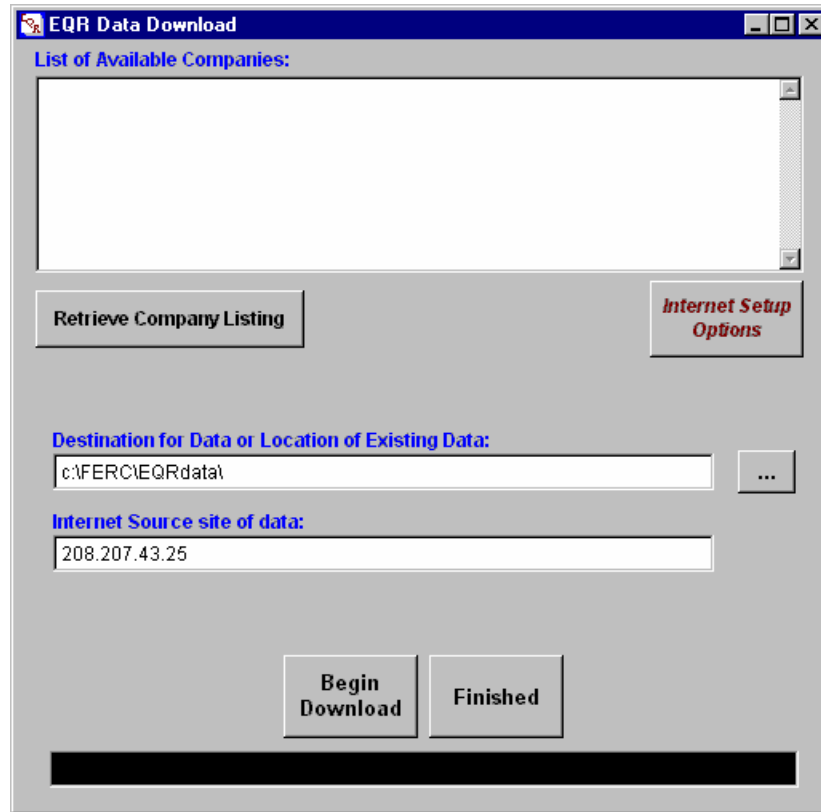 EQR Data Download
List of Available Companies:
Retrieve Company Listing
Internet Setup
Options
Destination for Data or Location of Existing Data:
c:\FERC\EQRdata\
...
Internet Source site of data:
208.207.43.25
Begin
Download
Finished